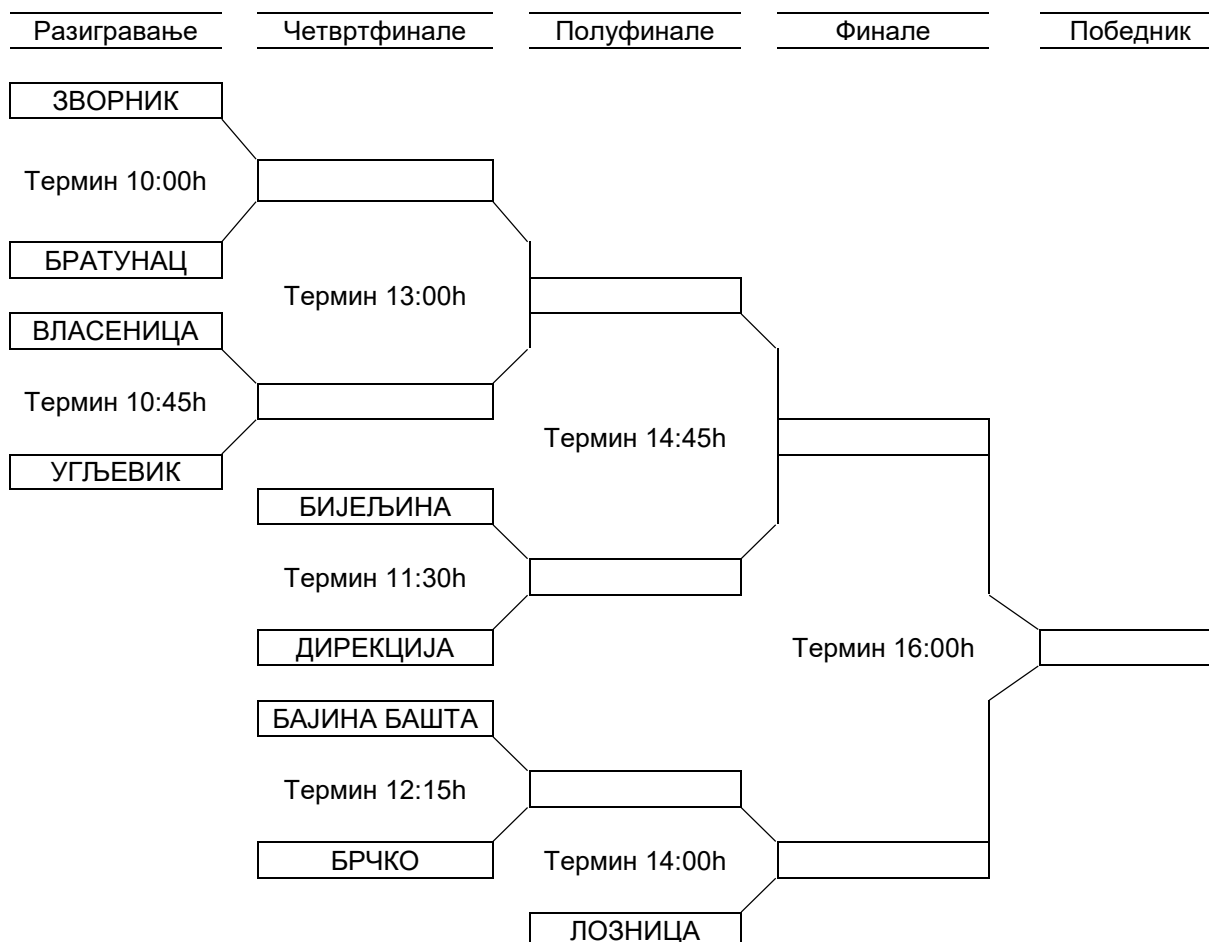 Разигравање
Четвртфинале
Полуфинале
Финале
Победник
ЗВОРНИК
Термин 10:00h
БРАТУНАЦ
Термин 13:00h
ВЛАСЕНИЦА
Термин 10:45h
Термин 14:45h
УГЉЕВИК
БИЈЕЉИНА
Термин 11:30h
ДИРЕКЦИЈА
Термин 16:00h
БАЈИНА БАШТА
Термин 12:15h
БРЧКО
Термин 14:00h
ЛОЗНИЦА